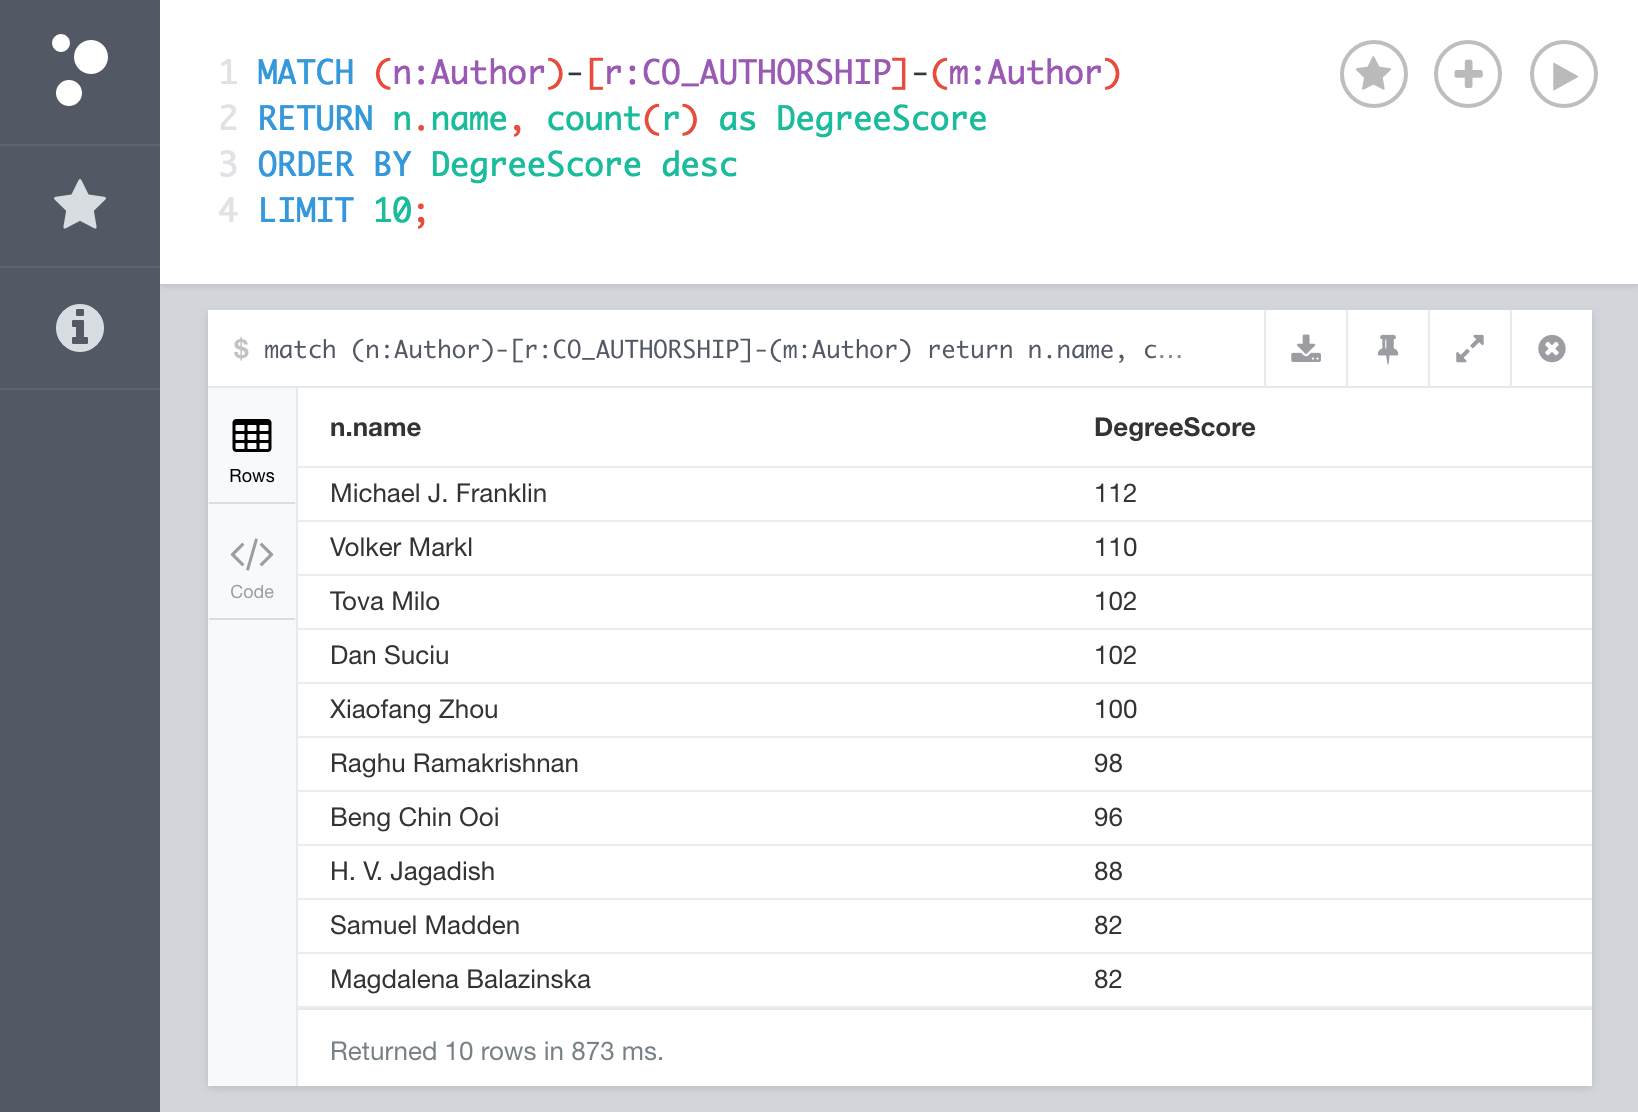 1 MATCH (n:Author)-[r:CO_AUTHORSHIP]-(m:Author)
2 RETURN n.name, count(r) as DegreeScore
3 ORDER BY DegreeScore desc
4 LIMIT 10;
$ match (n:Author)-[r:CO_AUTHORSHIP]-(m:Author) return n.name, c...
Rows
Code
n.name DegreeScore
Michael J. Franklin 112
Volker Markl 110
Tova Milo 102
Dan Suciu 102
Xiaofang Zhou 100
Raghu Ramakrishnan 98
Beng Chin Ooi 96
H. V. Jagadish 88
Samuel Madden 82
Magdalena Balazinska 82
Returned 10 rows in 873 ms.